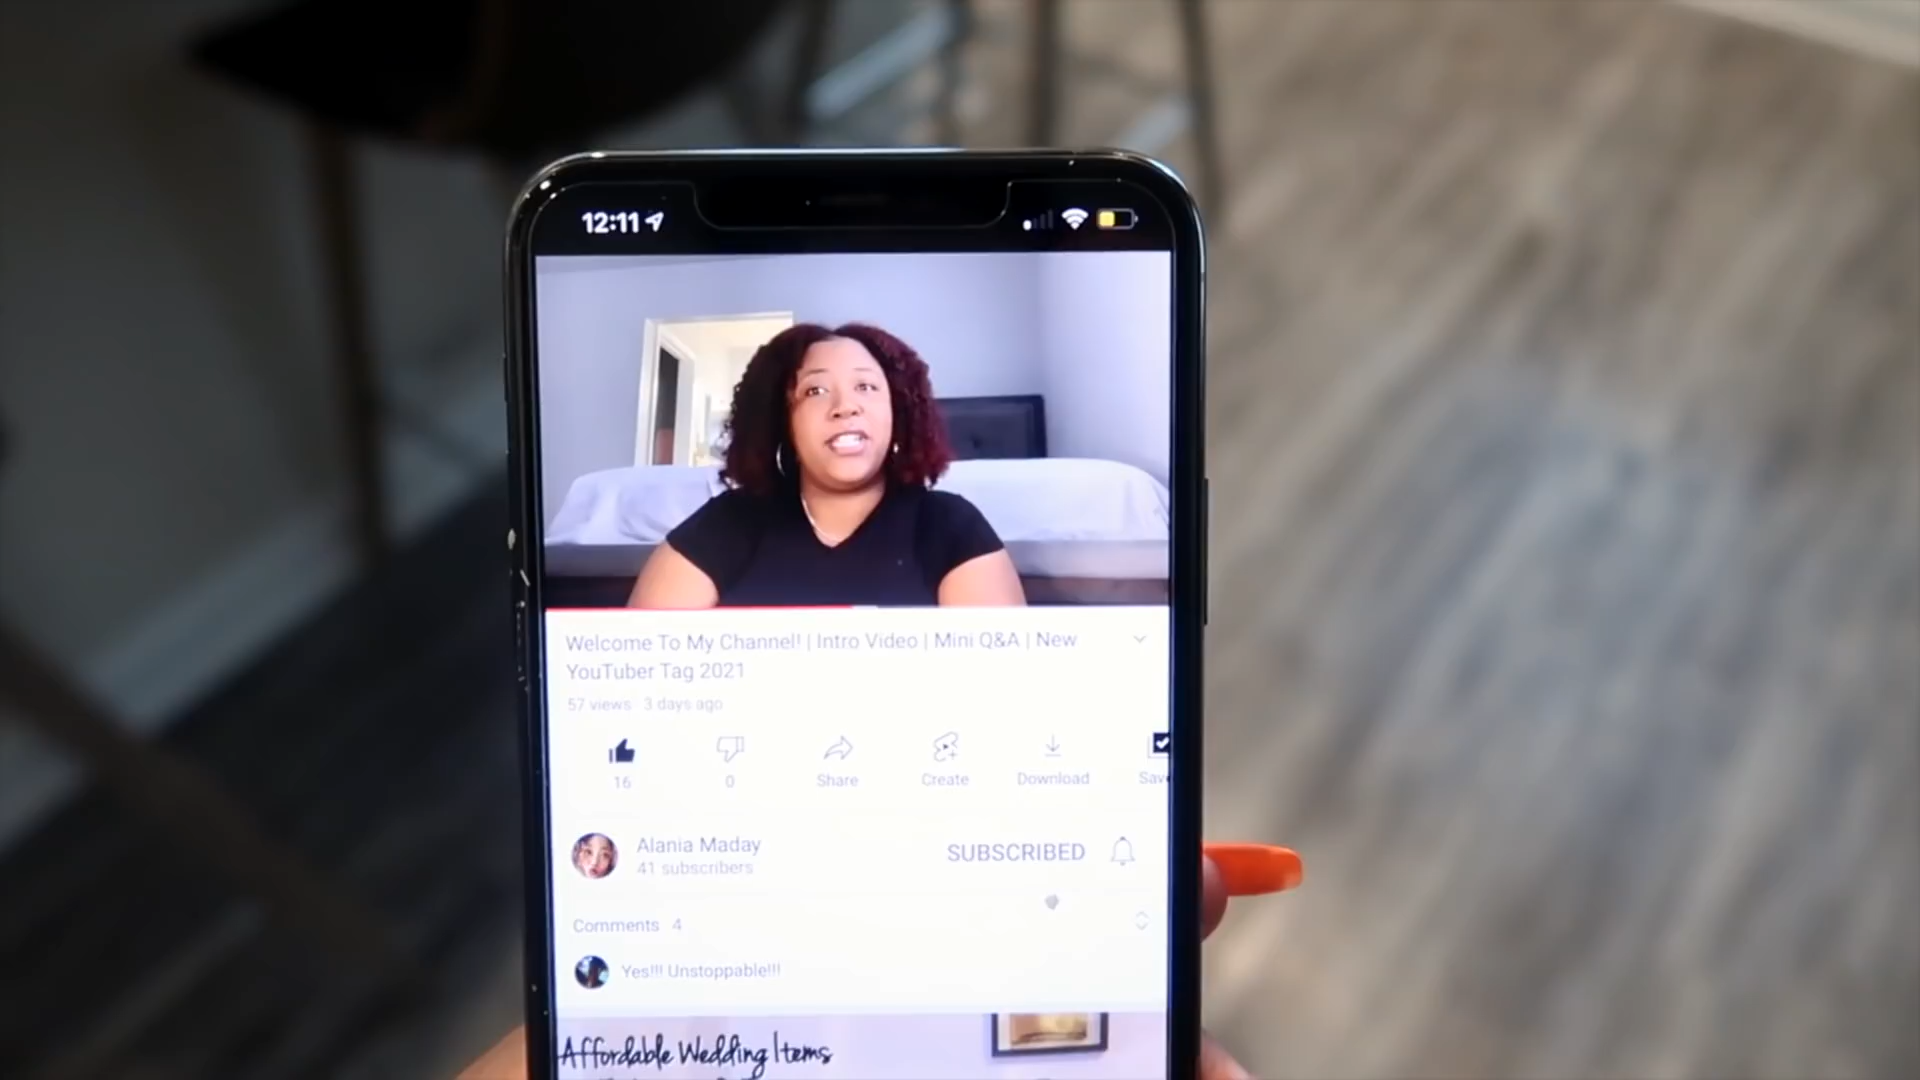 12:11
Welcome To My Channel! | Intro Video | Mini Q&A | New
YouTuber Tag 2021
57 views 3 days ago
16
0
Share
Create
Download
Save
Alania Maday
41 subscribers
SUBSCRIBED
Comments 4
Yes!!! Unstoppable!!!
Affordable Wedding Items